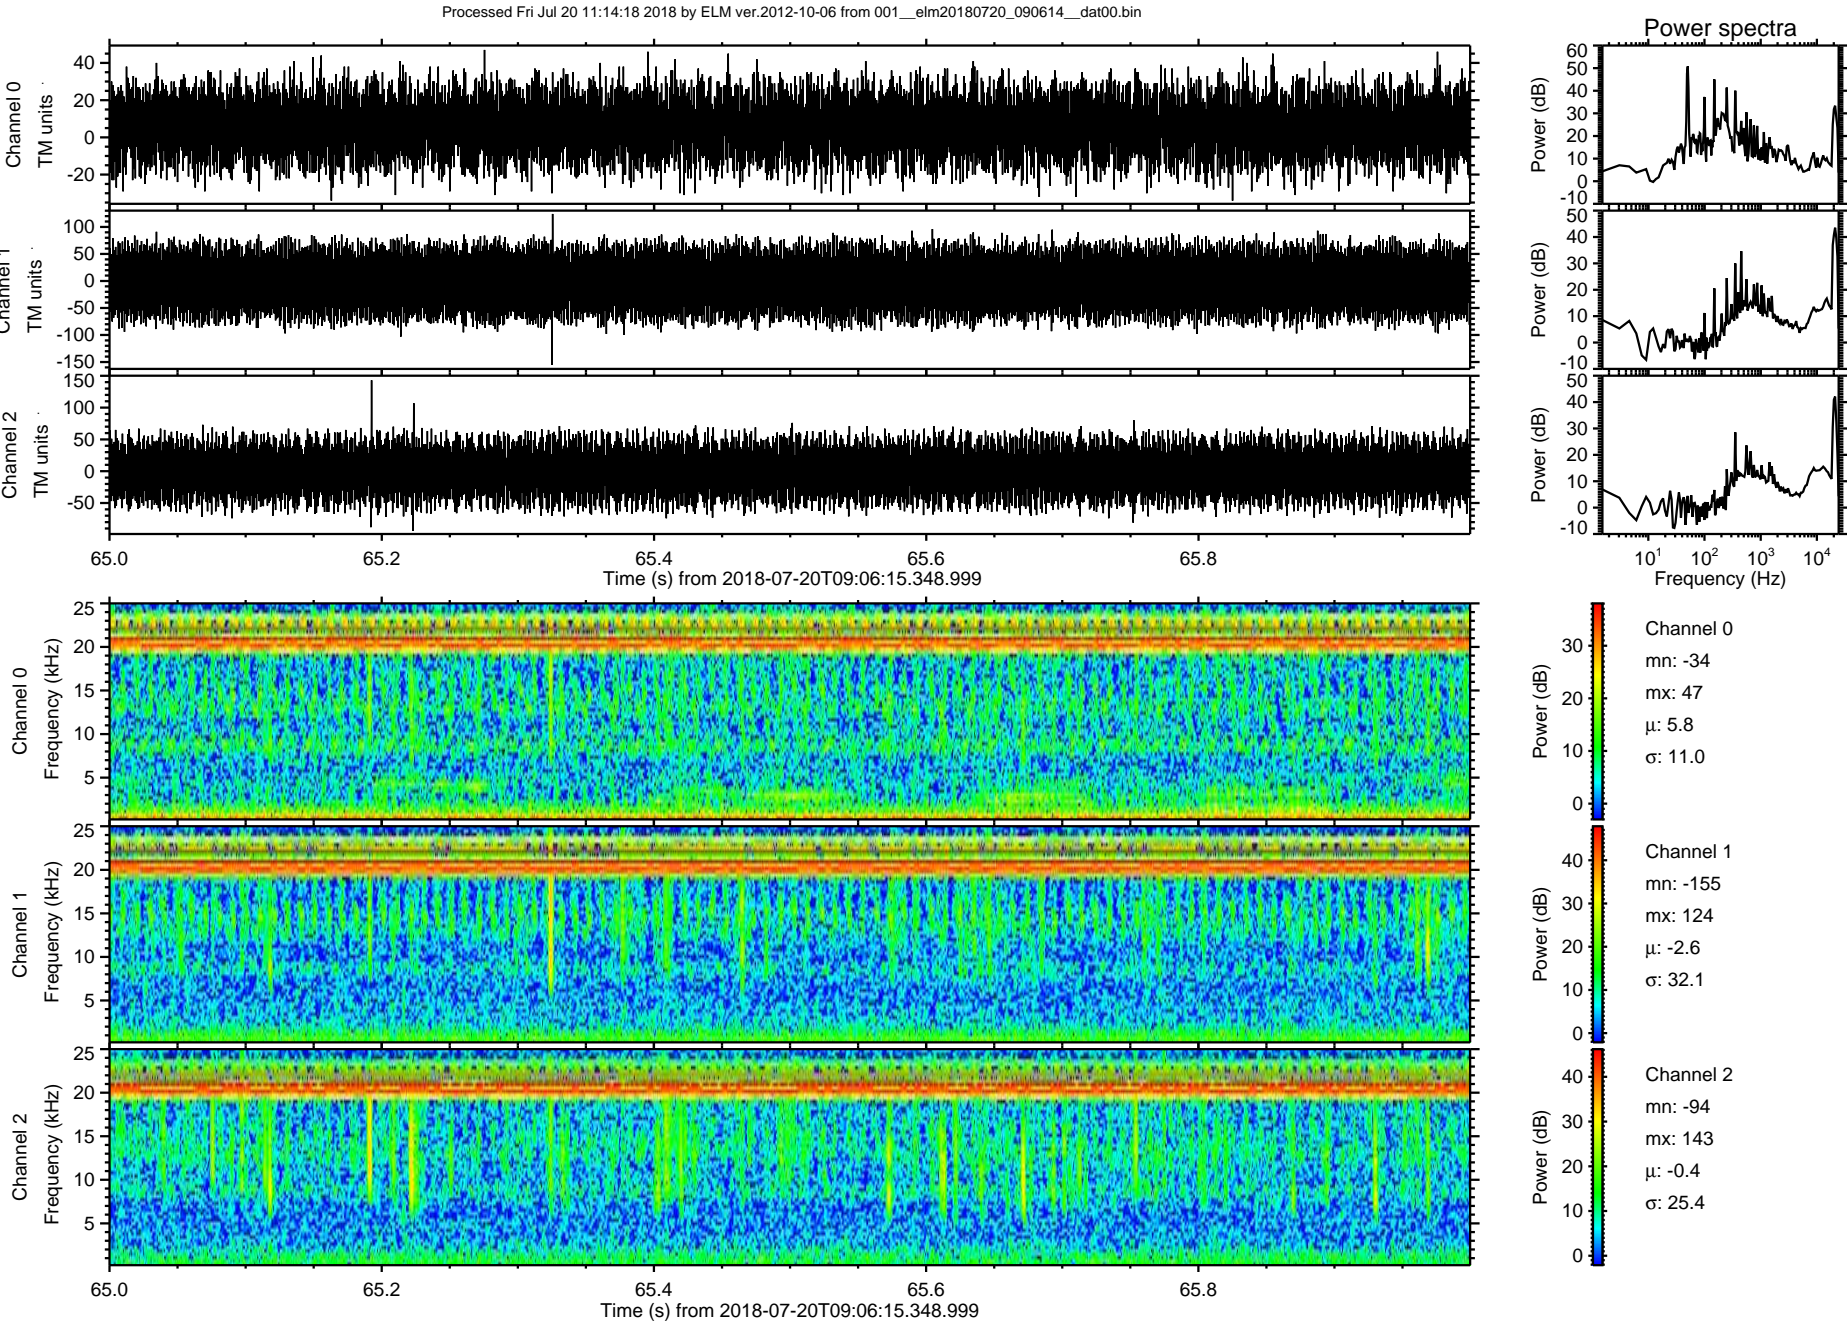 Processed Fri Jul 20 11:14:18 2018 by ELM ver.2012-10-06 from 001__elm20180720_090614__dat00.bin
Power spectra
Channel 0
TM units
40
20
0
-20
Power (dB)
60
50
40
30
20
10
0
-10
Channel 1
TM units
100
50
0
-50
-100
-150
Power (dB)
50
40
30
20
10
0
-10
Channel 2
TM units
150
100
50
0
-50
Power (dB)
50
40
30
20
10
0
-10
65.0 65.2 65.4 65.6 65.8
Time (s) from 2018-07-20T09:06:15.348.999
10^1 10^2 10^3 10^4
Frequency (Hz)
Channel 0
Frequency (kHz)
25
20
15
10
5
Power (dB)
30
20
10
0
Channel 0
mn: -34
mx: 47
μ: 5.8
σ: 11.0
Channel 1
Frequency (kHz)
25
20
15
10
5
Power (dB)
40
30
20
10
0
Channel 1
mn: -155
mx: 124
μ: -2.6
σ: 32.1
Channel 2
Frequency (kHz)
25
20
15
10
5
Power (dB)
40
30
20
10
0
Channel 2
mn: -94
mx: 143
μ: -0.4
σ: 25.4
65.0 65.2 65.4 65.6 65.8
Time (s) from 2018-07-20T09:06:15.348.999